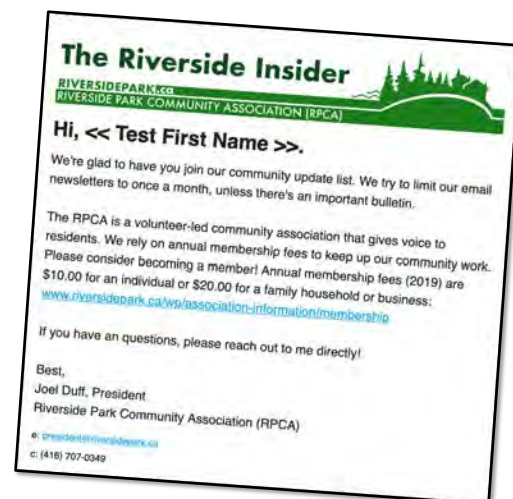 The Riverside Insider
RIVERSIDEPARK.ca
RIVERSIDE PARK COMMUNITY ASSOCIATION (RPCA)
Hi, << Test First Name >>.
We're glad to have you join our community update list. We try to limit our email
newsletters to once a month, unless there's an important bulletin.
The RPCA is a volunteer-led community association that gives voice to
residents. We rely on annual membership fees to keep up our community work.
Please consider becoming a member! Annual membership fees (2019) are
$10.00 for an individual or $20.00 for a family household or business:
www.riversidepark.ca/wp/association-information/membership
If you have an questions, please reach out to me directly!
Best,
Joel Duff, President
Riverside Park Community Association (RPCA)
e: president@riversidepark.ca
c: (416) 707-0349